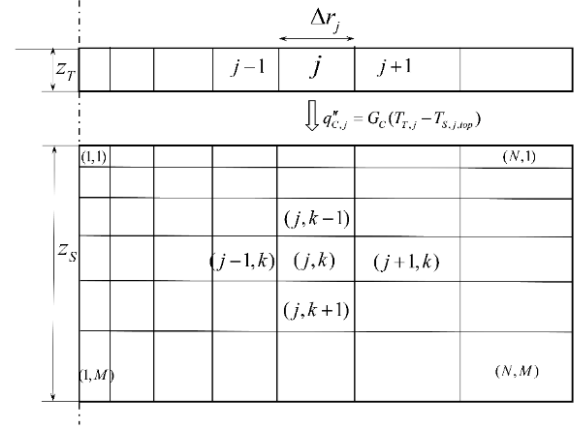 Δr_j
z_T
j−1 j j+1
q″_{C,j} = G_C(T_{T,j} − T_{S,j,top})
(1,1) (N,1)
(j,k−1)
z_S
(j−1,k) (j,k) (j+1,k)
(j,k+1)
(1,M) (N,M)